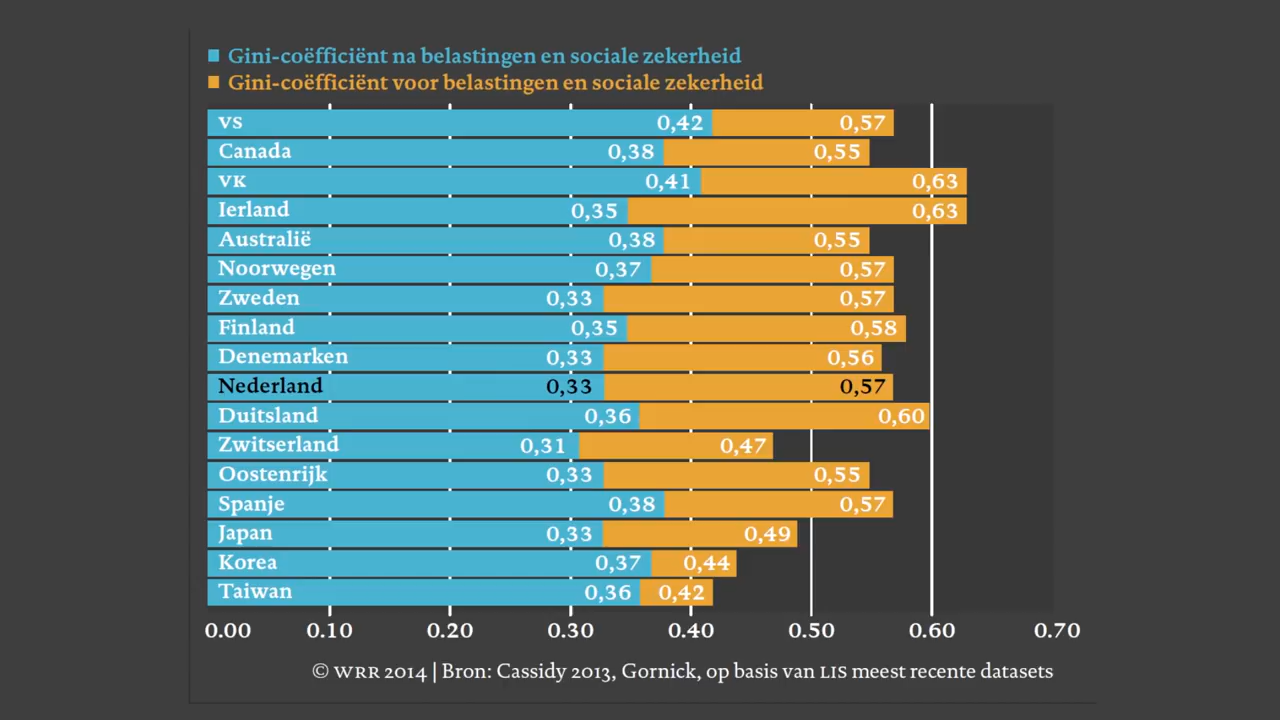 Gini-coëfficiënt na belastingen en sociale zekerheid
Gini-coëfficiënt voor belastingen en sociale zekerheid
VS 0,42 0,57
Canada 0,38 0,55
VK 0,41 0,63
Ierland 0,35 0,63
Australië 0,38 0,55
Noorwegen 0,37 0,57
Zweden 0,33 0,57
Finland 0,35 0,58
Denemarken 0,33 0,56
Nederland 0,33 0,57
Duitsland 0,36 0,60
Zwitserland 0,31 0,47
Oostenrijk 0,33 0,55
Spanje 0,38 0,57
Japan 0,33 0,49
Korea 0,37 0,44
Taiwan 0,36 0,42
0.00 0.10 0.20 0.30 0.40 0.50 0.60 0.70
© WRR 2014 | Bron: Cassidy 2013, Gornick, op basis van LIS meest recente datasets